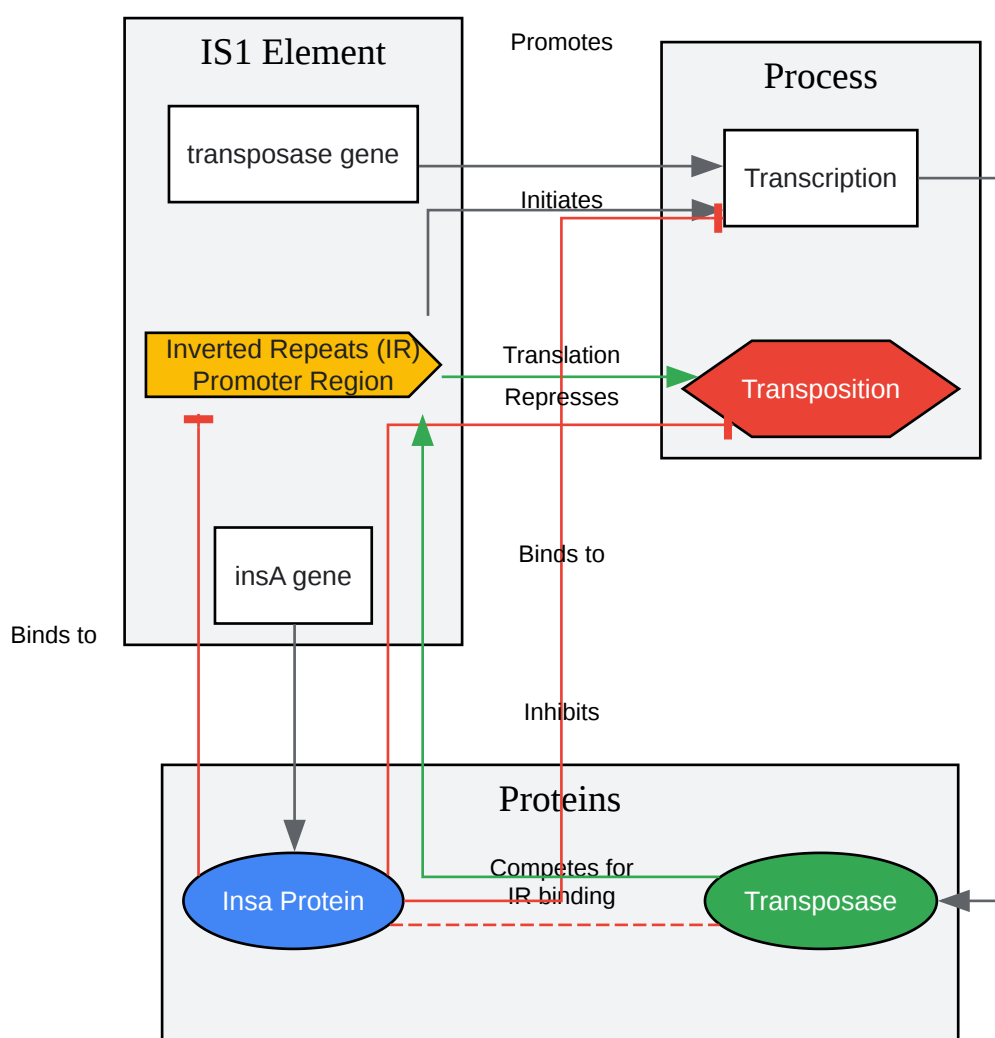 IS1 Element
Promotes
Process
transposase gene
Transcription
Initiates
Inverted Repeats (IR)
Promoter Region
Translation
Represses
Transposition
Binds to
insA gene
Binds to
Inhibits
Proteins
Competes for
IR binding
Insa Protein
Transposase